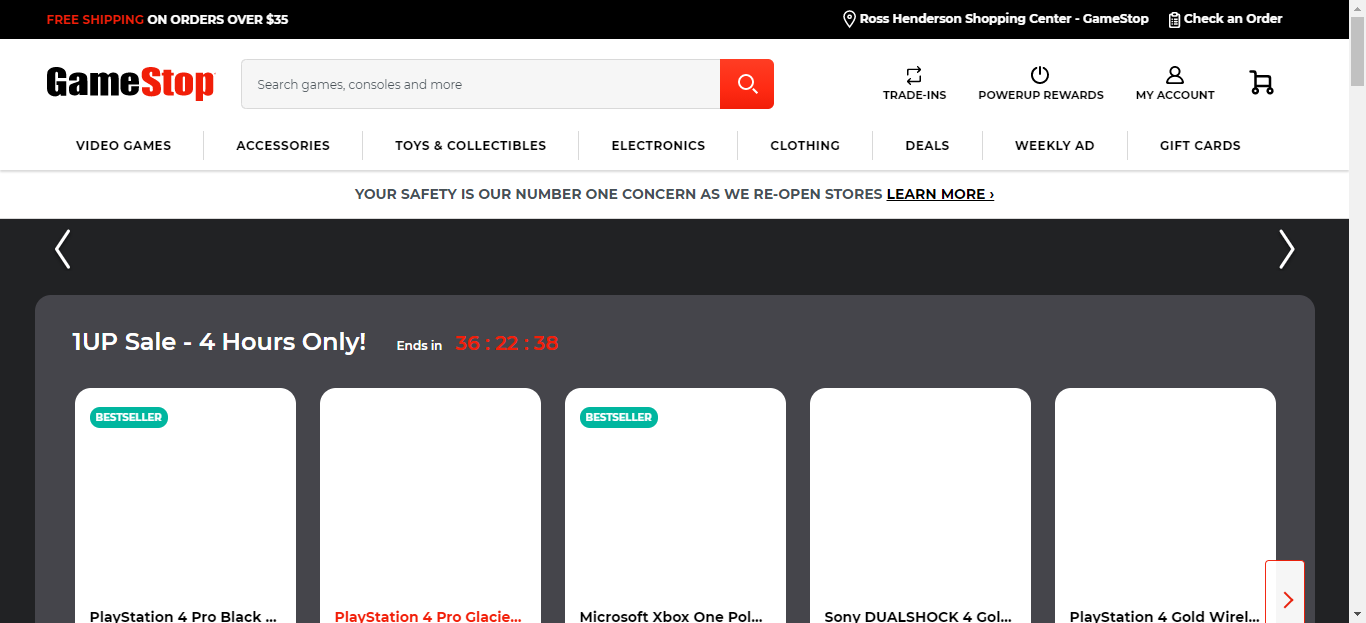 FREE SHIPPING ON ORDERS OVER $35
Ross Henderson Shopping Center - GameStop
Check an Order
GameStop
Search games, consoles and more
TRADE-INS
POWERUP REWARDS
MY ACCOUNT
VIDEO GAMES
ACCESSORIES
TOYS & COLLECTIBLES
ELECTRONICS
CLOTHING
DEALS
WEEKLY AD
GIFT CARDS
YOUR SAFETY IS OUR NUMBER ONE CONCERN AS WE RE-OPEN STORES LEARN MORE ›
1UP Sale - 4 Hours Only!
Ends in 36 : 22 : 38
BESTSELLER
BESTSELLER
PlayStation 4 Pro Black ...
PlayStation 4 Pro Glacie...
Microsoft Xbox One Pol...
Sony DUALSHOCK 4 Gol...
PlayStation 4 Gold Wirel...